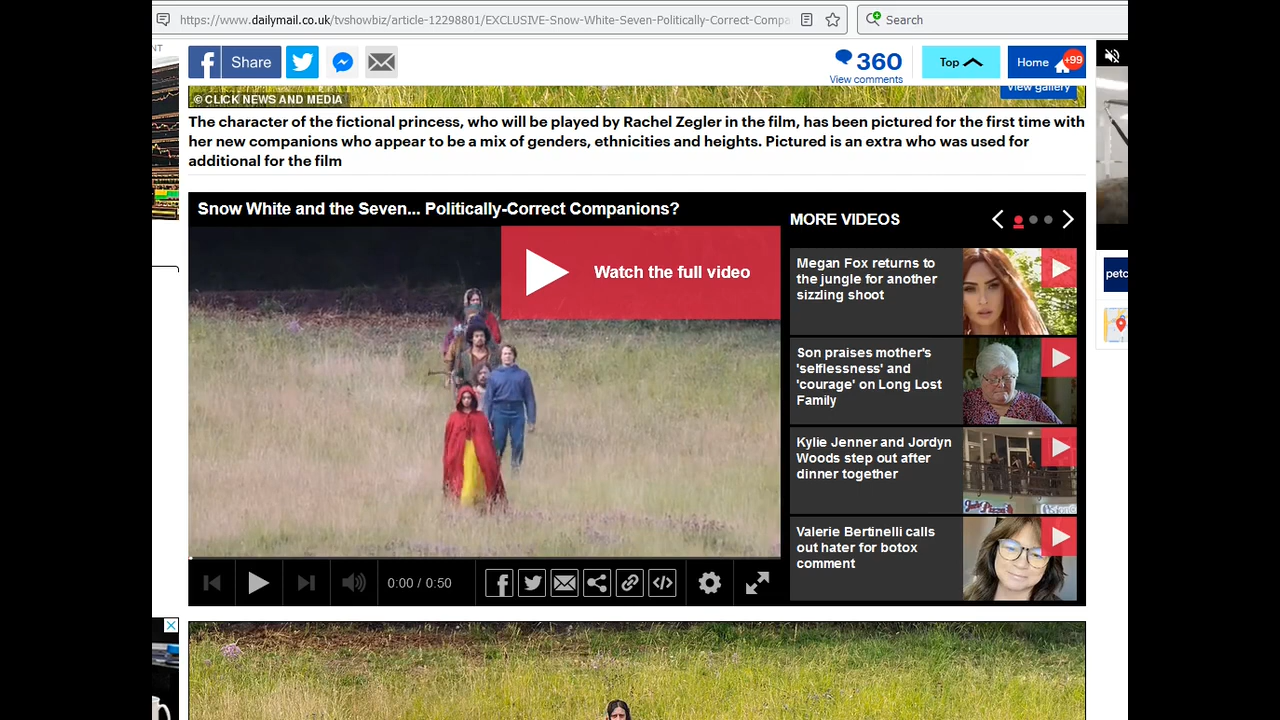 https://www.dailymail.co.uk/tvshowbiz/article-12298801/EXCLUSIVE-Snow-White-Seven-Politically-Correct-Compa
Search
NT
f Share
360
View comments
Top
Home
+99
View gallery
© CLICK NEWS AND MEDIA
The character of the fictional princess, who will be played by Rachel Zegler in the film, has been pictured for the first time with
her new companions who appear to be a mix of genders, ethnicities and heights. Pictured is an extra who was used for
additional for the film
Snow White and the Seven... Politically-Correct Companions?
Watch the full video
0:00 / 0:50
MORE VIDEOS
Megan Fox returns to
the jungle for another
sizzling shoot
Son praises mother's
'selflessness' and
'courage' on Long Lost
Family
Kylie Jenner and Jordyn
Woods step out after
dinner together
Valerie Bertinelli calls
out hater for botox
comment
petc